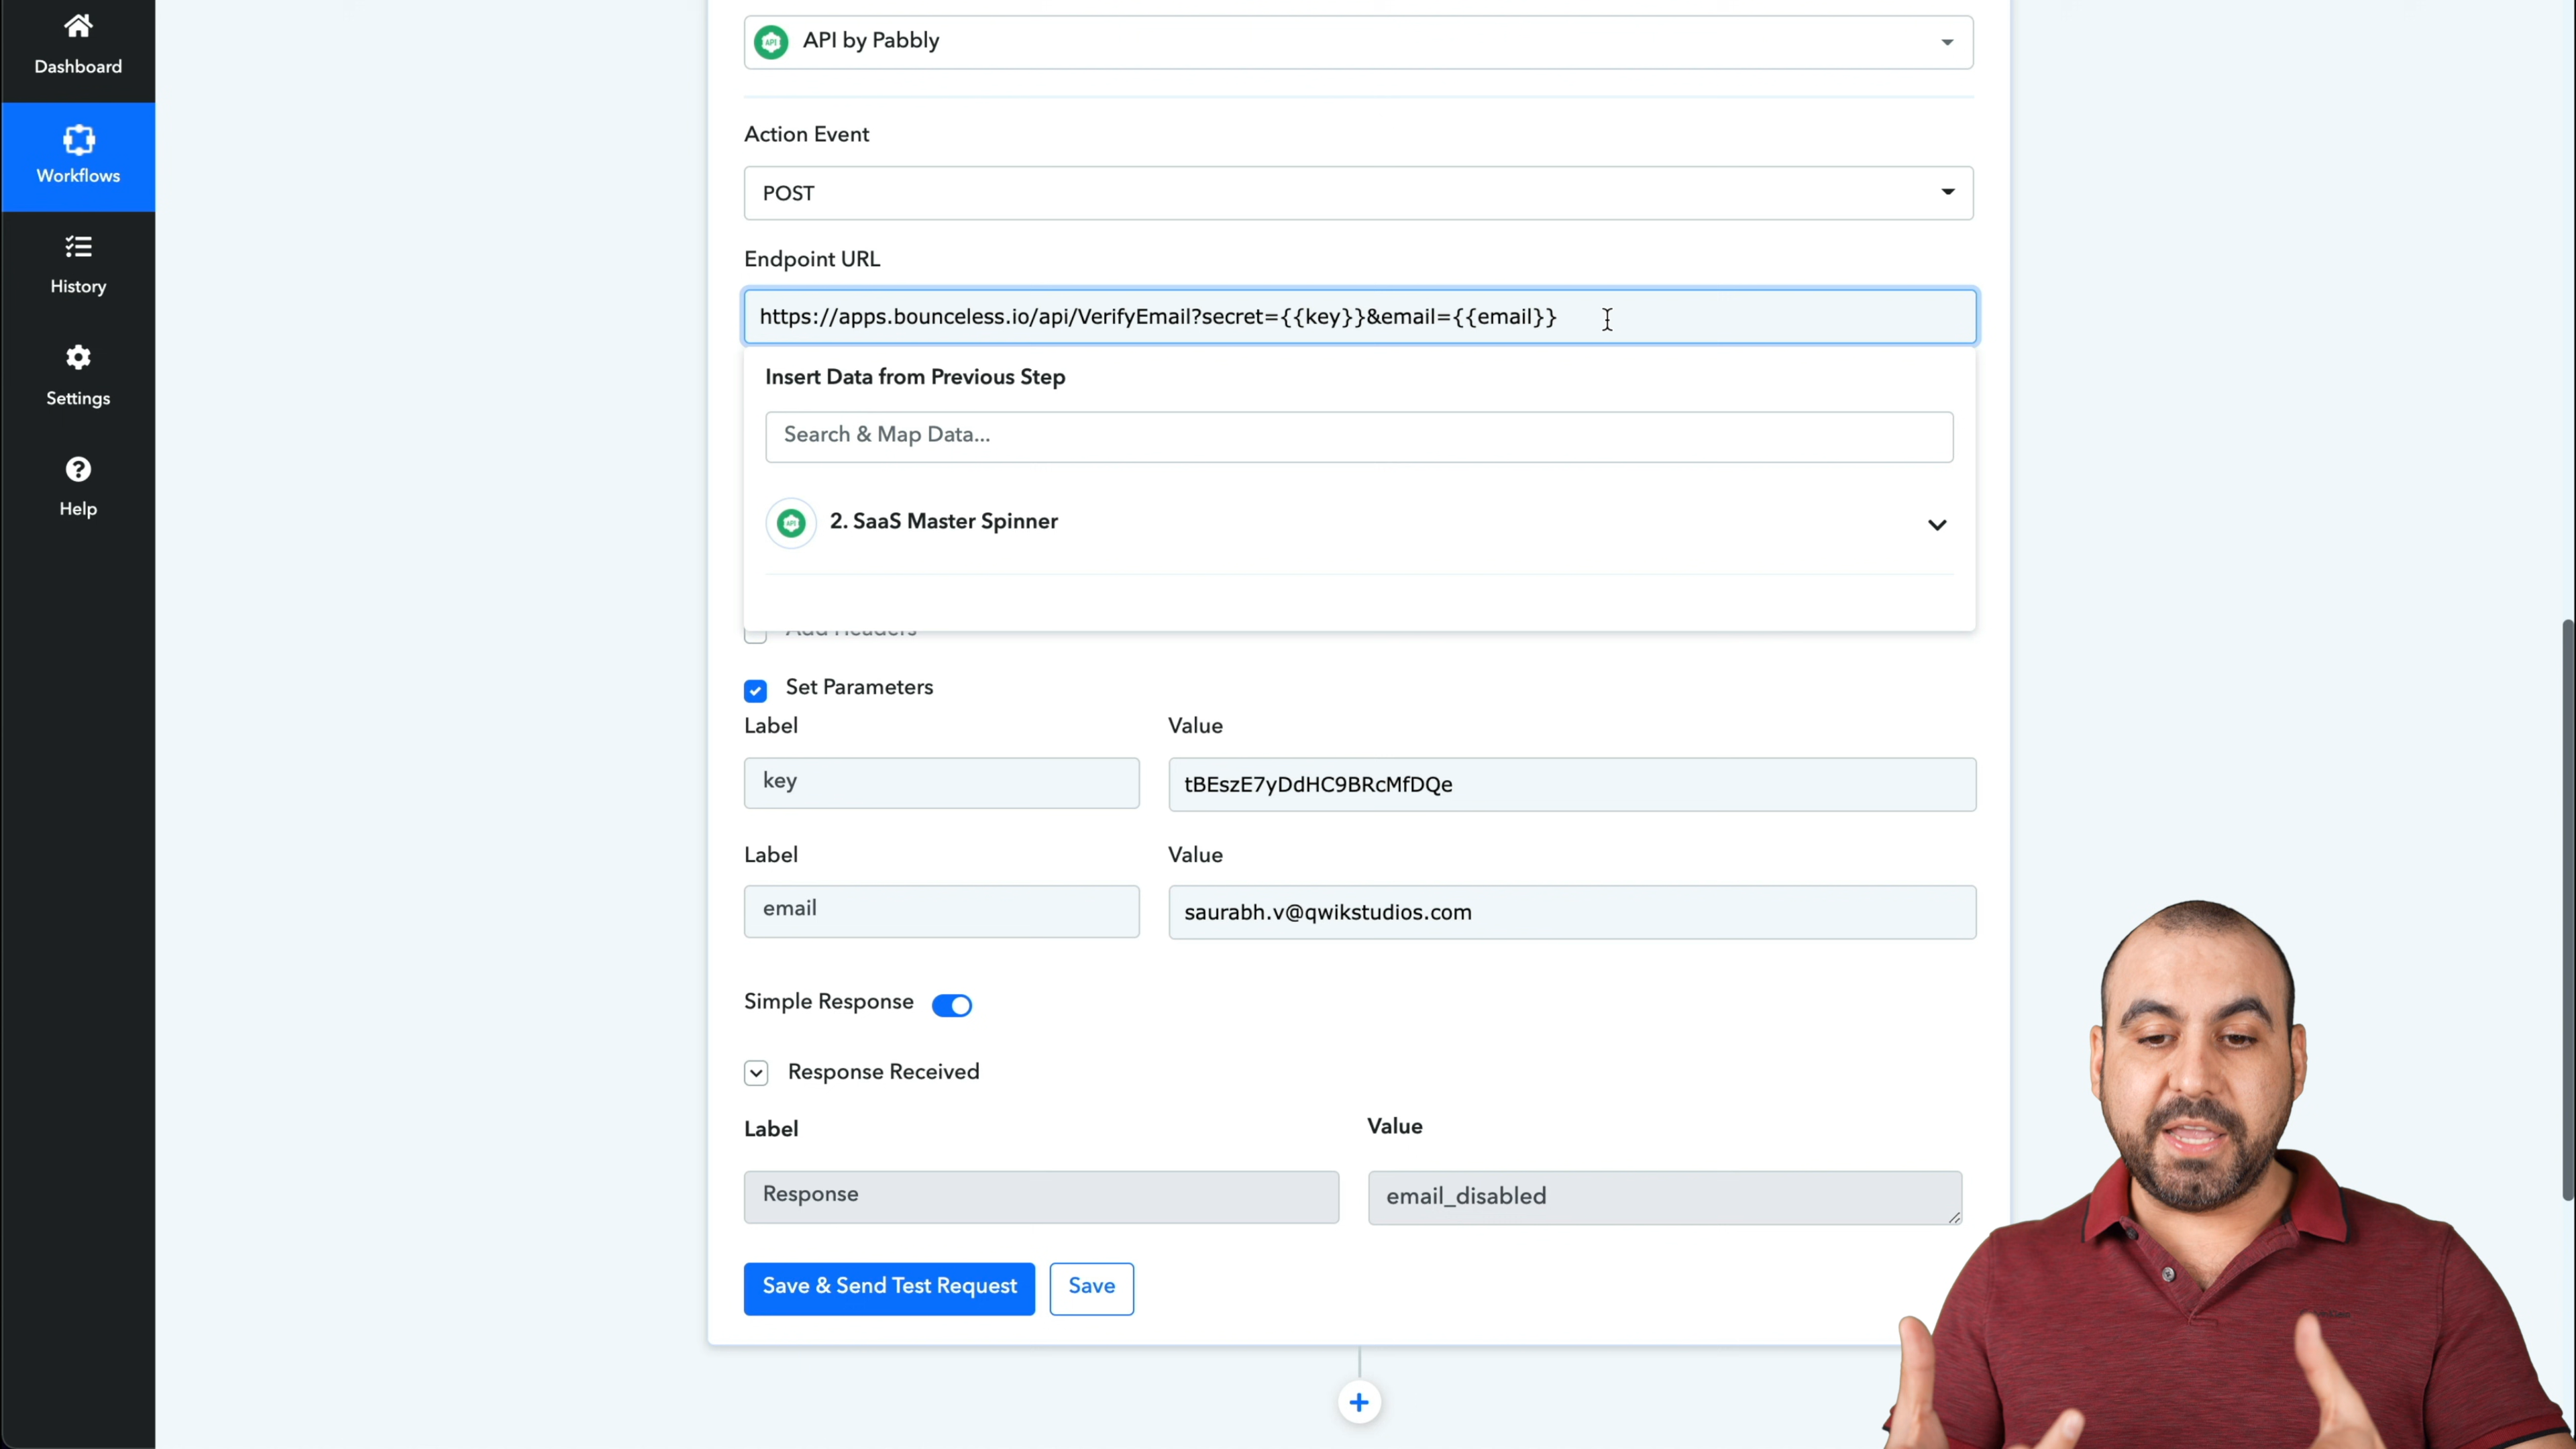 Dashboard
API by Pabbly
Workflows
Action Event
POST
History
Endpoint URL
https://apps.bounceless.io/api/VerifyEmail?secret={{key}}&email={{email}}
Settings
Insert Data from Previous Step
Search & Map Data...
Help
2. SaaS Master Spinner
Add Headers
Set Parameters
Label Value
key tBEszE7yDdHC9BRcMfDQe
Label Value
email saurabh.v@qwikstudios.com
Simple Response
Response Received
Label Value
Response email_disabled
Save & Send Test Request Save